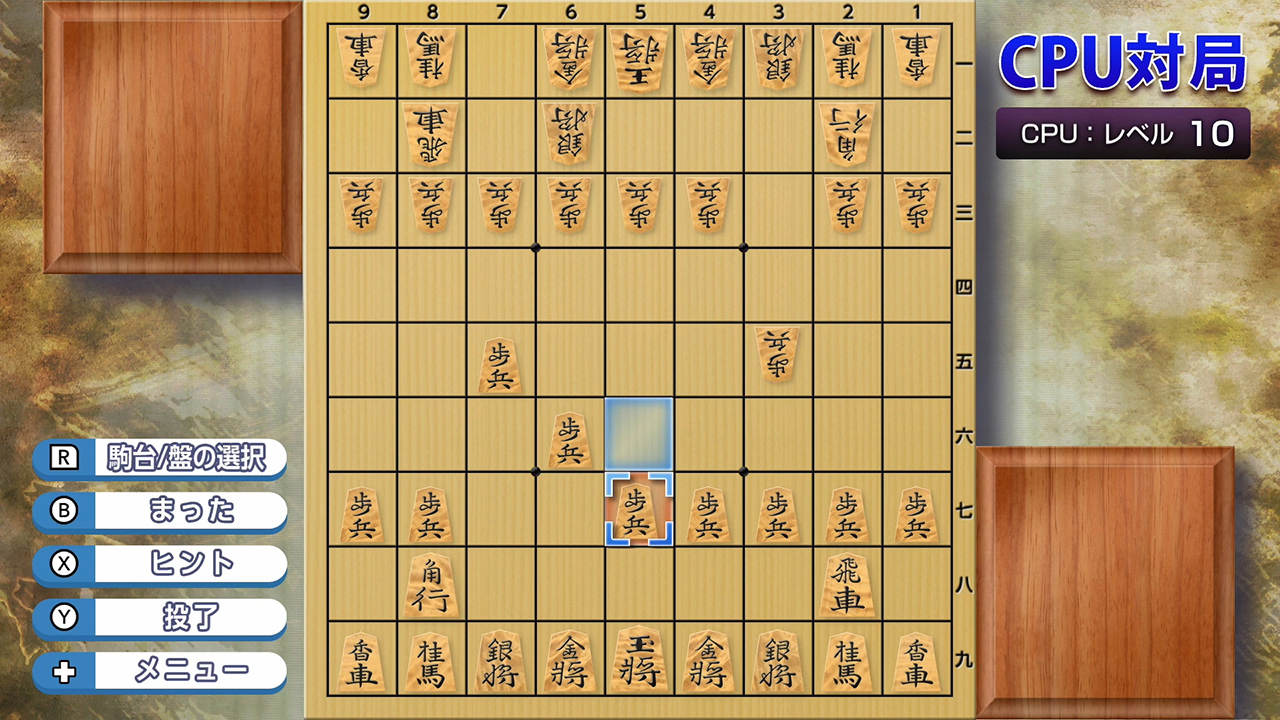 9 8 7 6 5 4 3 2 1
CPU対局
CPU：レベル 10
香車 桂馬 金将 王将 金将 銀将 桂馬 香車 一
飛車 銀将 角行 二
歩兵 歩兵 歩兵 歩兵 歩兵 歩兵 歩兵 歩兵 三
四
歩兵 歩兵 五
歩兵 六
歩兵 歩兵 歩兵 歩兵 歩兵 歩兵 歩兵 七
角行 飛車 八
香車 桂馬 銀将 金将 王将 金将 銀将 桂馬 香車 九
R 駒台/盤の選択
B まった
X ヒント
Y 投了
メニュー